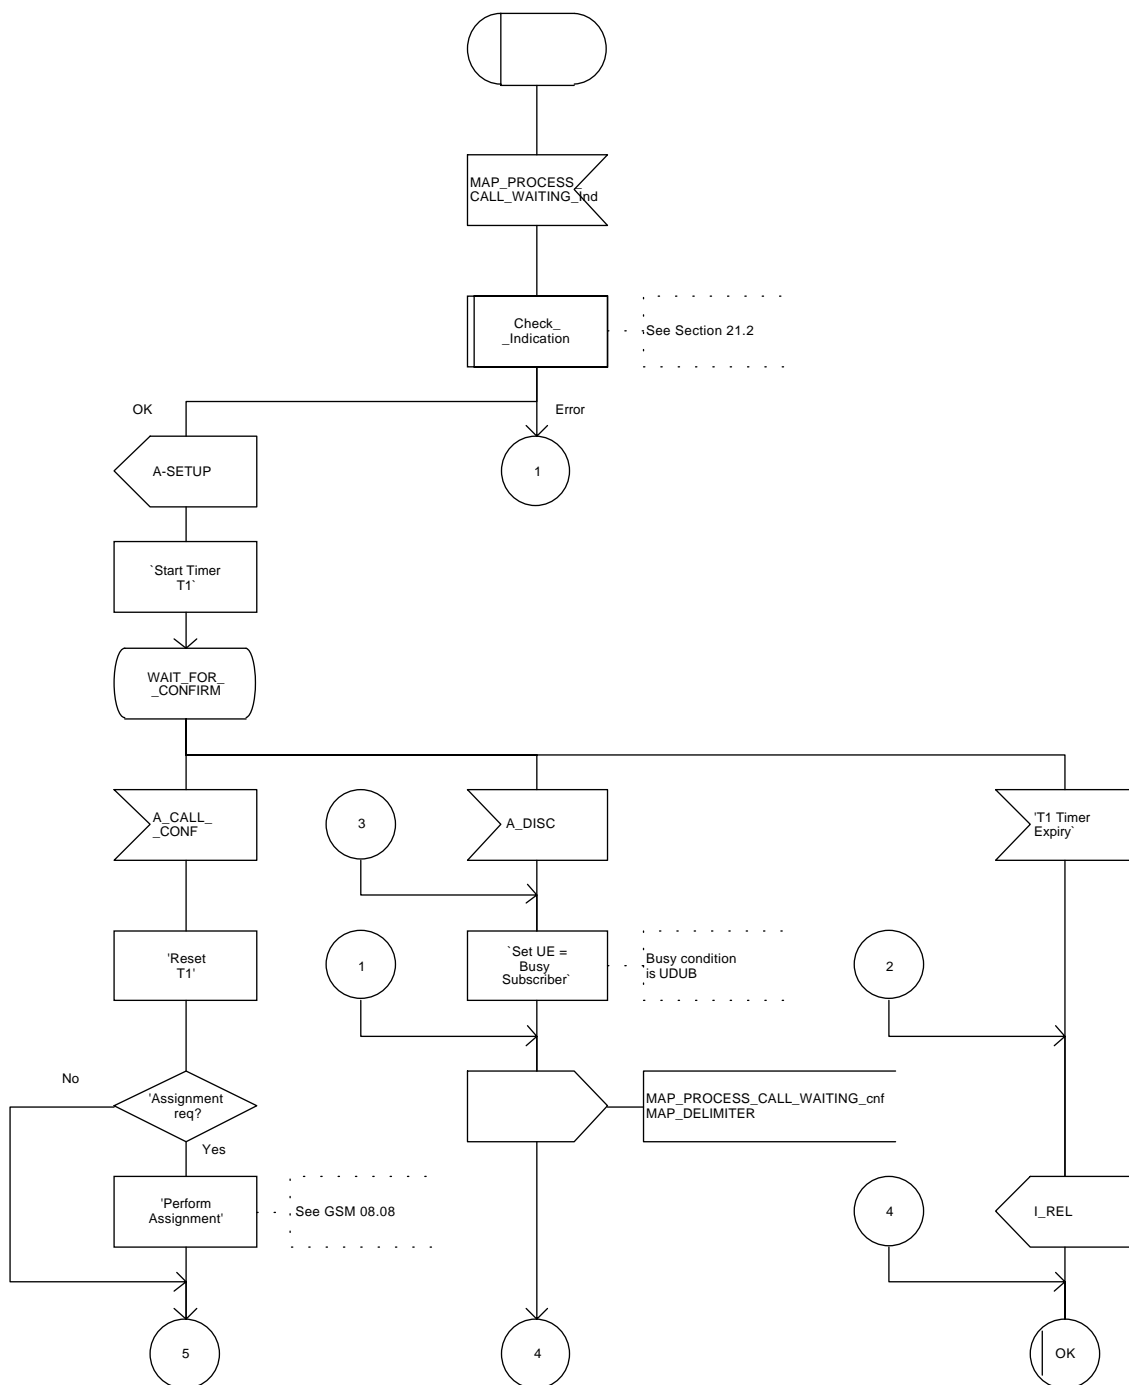 MAP_PROCESS_
CALL_WAITING_ind
Check_
_Indication
See Section 21.2
OK
Error
A-SETUP
1
`Start Timer
T1`
WAIT_FOR_
_CONFIRM
A_CALL_
_CONF
3
A_DISC
'T1 Timer
Expiry`
'Reset
T1'
1
`Set UE =
Busy
Subscriber`
Busy condition
is UDUB
2
No
'Assignment
req?
MAP_PROCESS_CALL_WAITING_cnf
MAP_DELIMITER
Yes
'Perform
Assignment'
See GSM 08.08
4
I_REL
5
4
OK